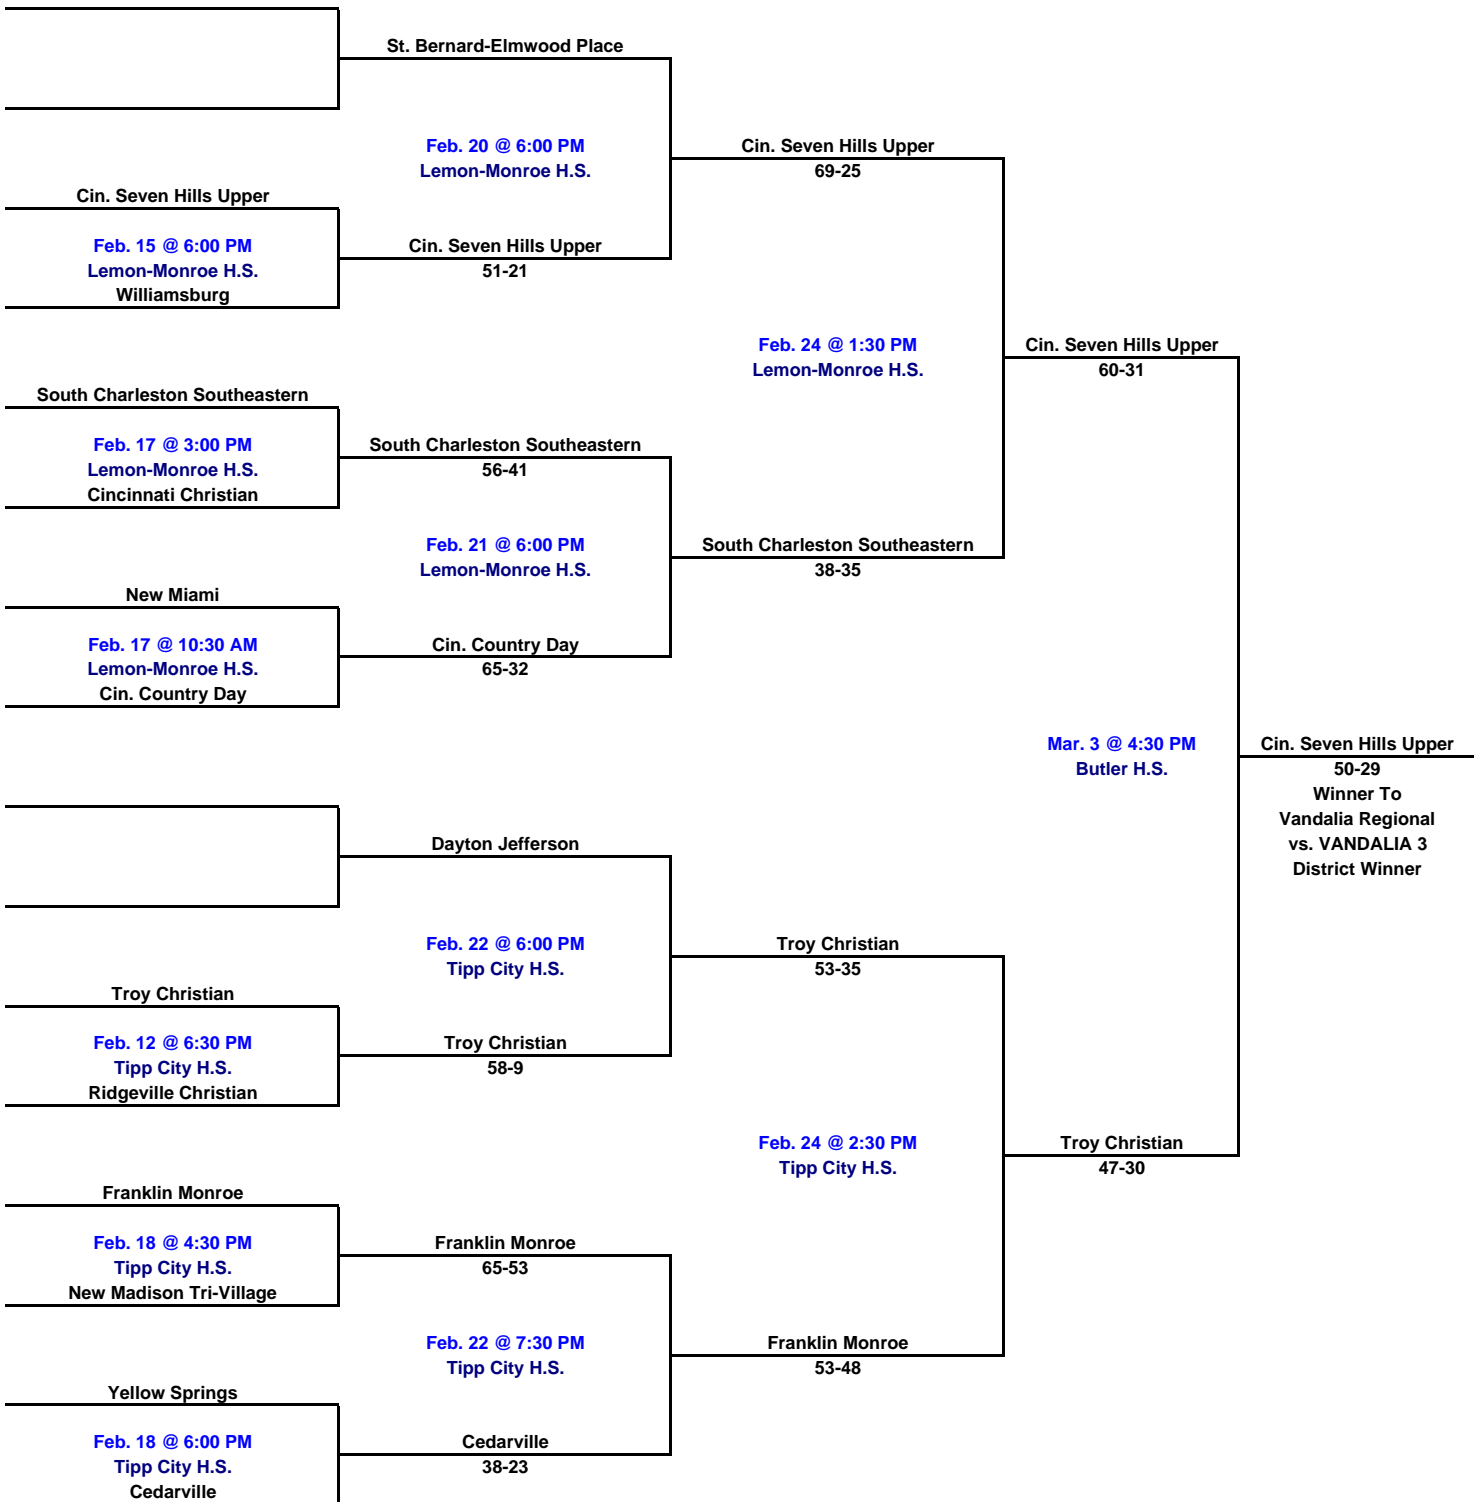 St. Bernard-Elmwood Place
Feb. 20 @ 6:00 PM
Lemon-Monroe H.S.
Cin. Seven Hills Upper
69-25
Cin. Seven Hills Upper
Feb. 15 @ 6:00 PM
Lemon-Monroe H.S.
Williamsburg
Cin. Seven Hills Upper
51-21
Feb. 24 @ 1:30 PM
Lemon-Monroe H.S.
Cin. Seven Hills Upper
60-31
South Charleston Southeastern
Feb. 17 @ 3:00 PM
Lemon-Monroe H.S.
Cincinnati Christian
South Charleston Southeastern
56-41
Feb. 21 @ 6:00 PM
Lemon-Monroe H.S.
South Charleston Southeastern
38-35
New Miami
Feb. 17 @ 10:30 AM
Lemon-Monroe H.S.
Cin. Country Day
Cin. Country Day
65-32
Mar. 3 @ 4:30 PM
Butler H.S.
Cin. Seven Hills Upper
50-29
Winner To
Vandalia Regional
vs. VANDALIA 3
District Winner
Dayton Jefferson
Feb. 22 @ 6:00 PM
Tipp City H.S.
Troy Christian
53-35
Troy Christian
Feb. 12 @ 6:30 PM
Tipp City H.S.
Ridgeville Christian
Troy Christian
58-9
Feb. 24 @ 2:30 PM
Tipp City H.S.
Troy Christian
47-30
Franklin Monroe
Feb. 18 @ 4:30 PM
Tipp City H.S.
New Madison Tri-Village
Franklin Monroe
65-53
Feb. 22 @ 7:30 PM
Tipp City H.S.
Franklin Monroe
53-48
Yellow Springs
Feb. 18 @ 6:00 PM
Tipp City H.S.
Cedarville
Cedarville
38-23